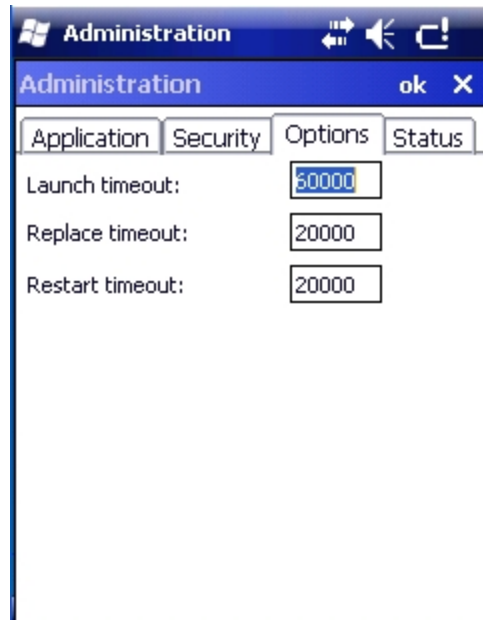 Administration
Administration ok X
Application Security Options Status
Launch timeout: 60000
Replace timeout: 20000
Restart timeout: 20000